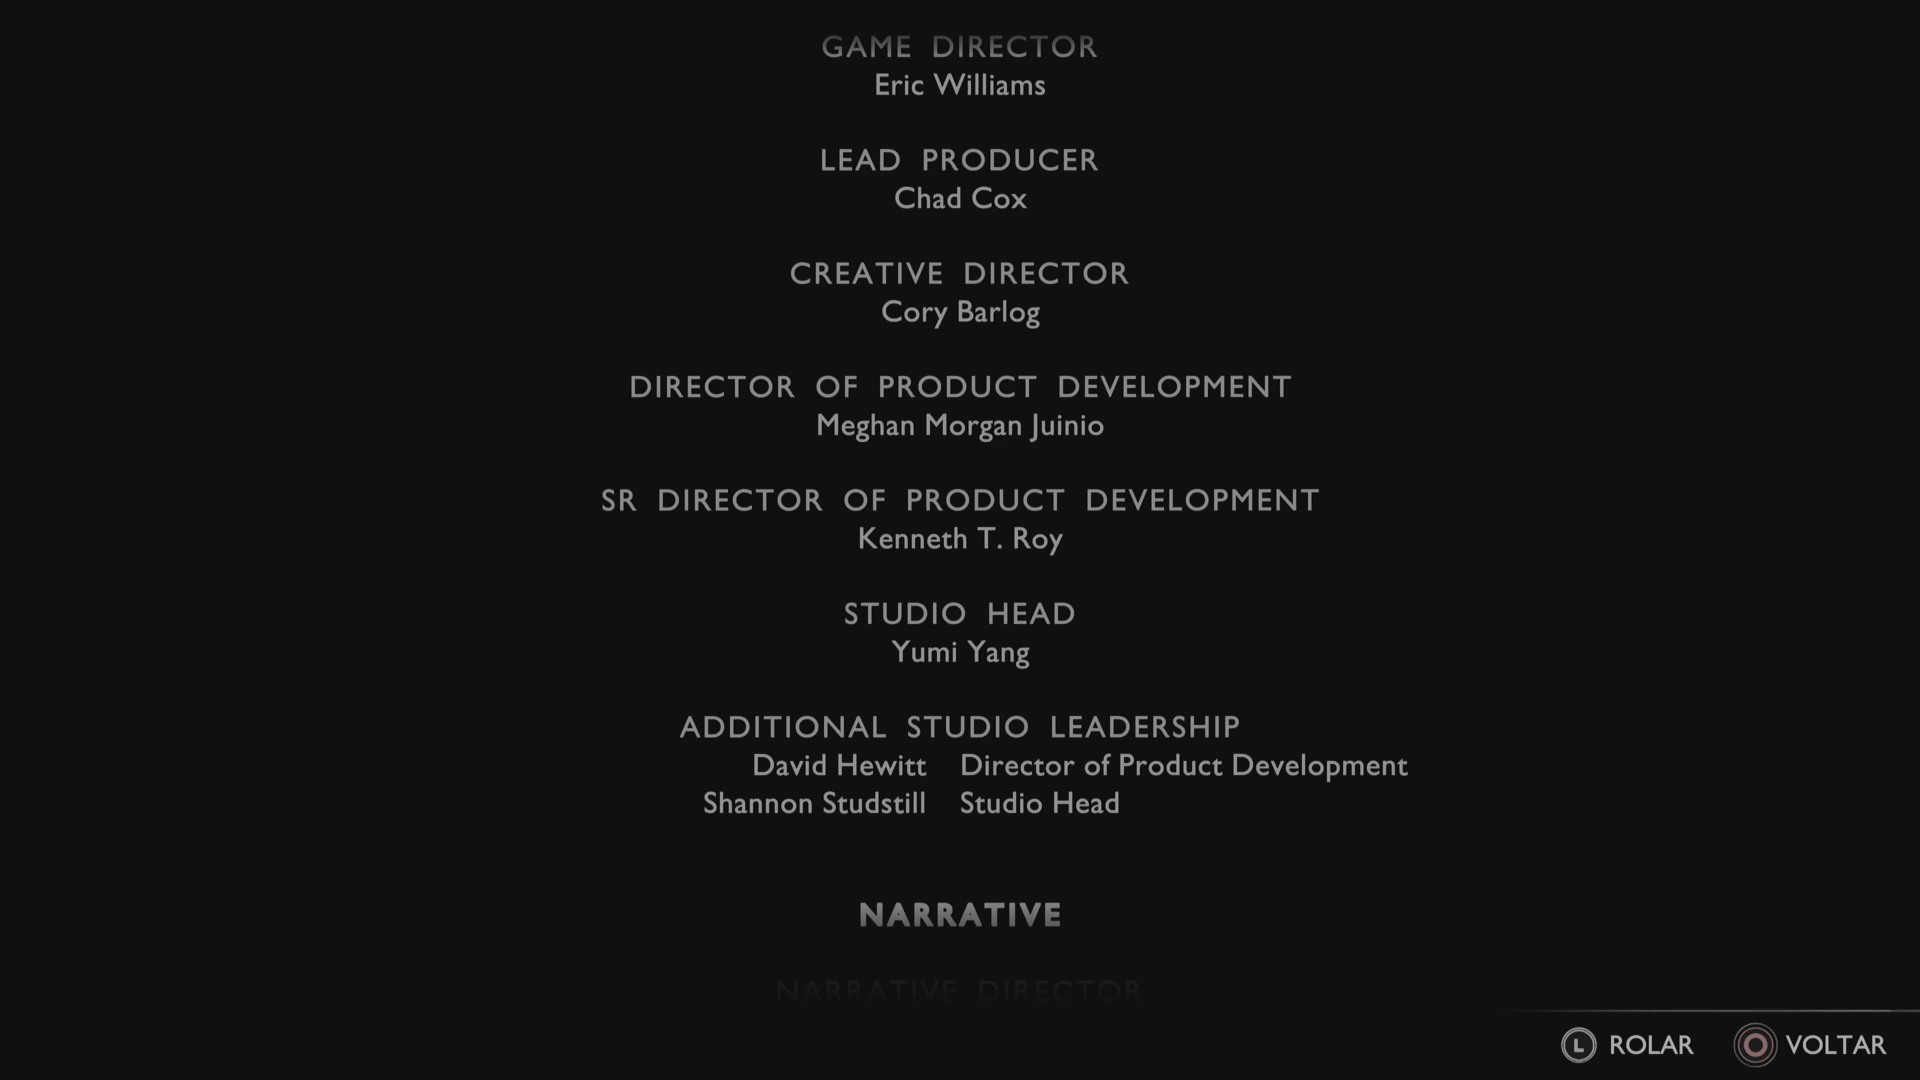 GAME DIRECTOR
Eric Williams
LEAD PRODUCER
Chad Cox
CREATIVE DIRECTOR
Cory Barlog
DIRECTOR OF PRODUCT DEVELOPMENT
Meghan Morgan Juinio
SR DIRECTOR OF PRODUCT DEVELOPMENT
Kenneth T. Roy
STUDIO HEAD
Yumi Yang
ADDITIONAL STUDIO LEADERSHIP
David Hewitt Director of Product Development
Shannon Studstill Studio Head
NARRATIVE
NARRATIVE DIRECTOR
L ROLAR VOLTAR